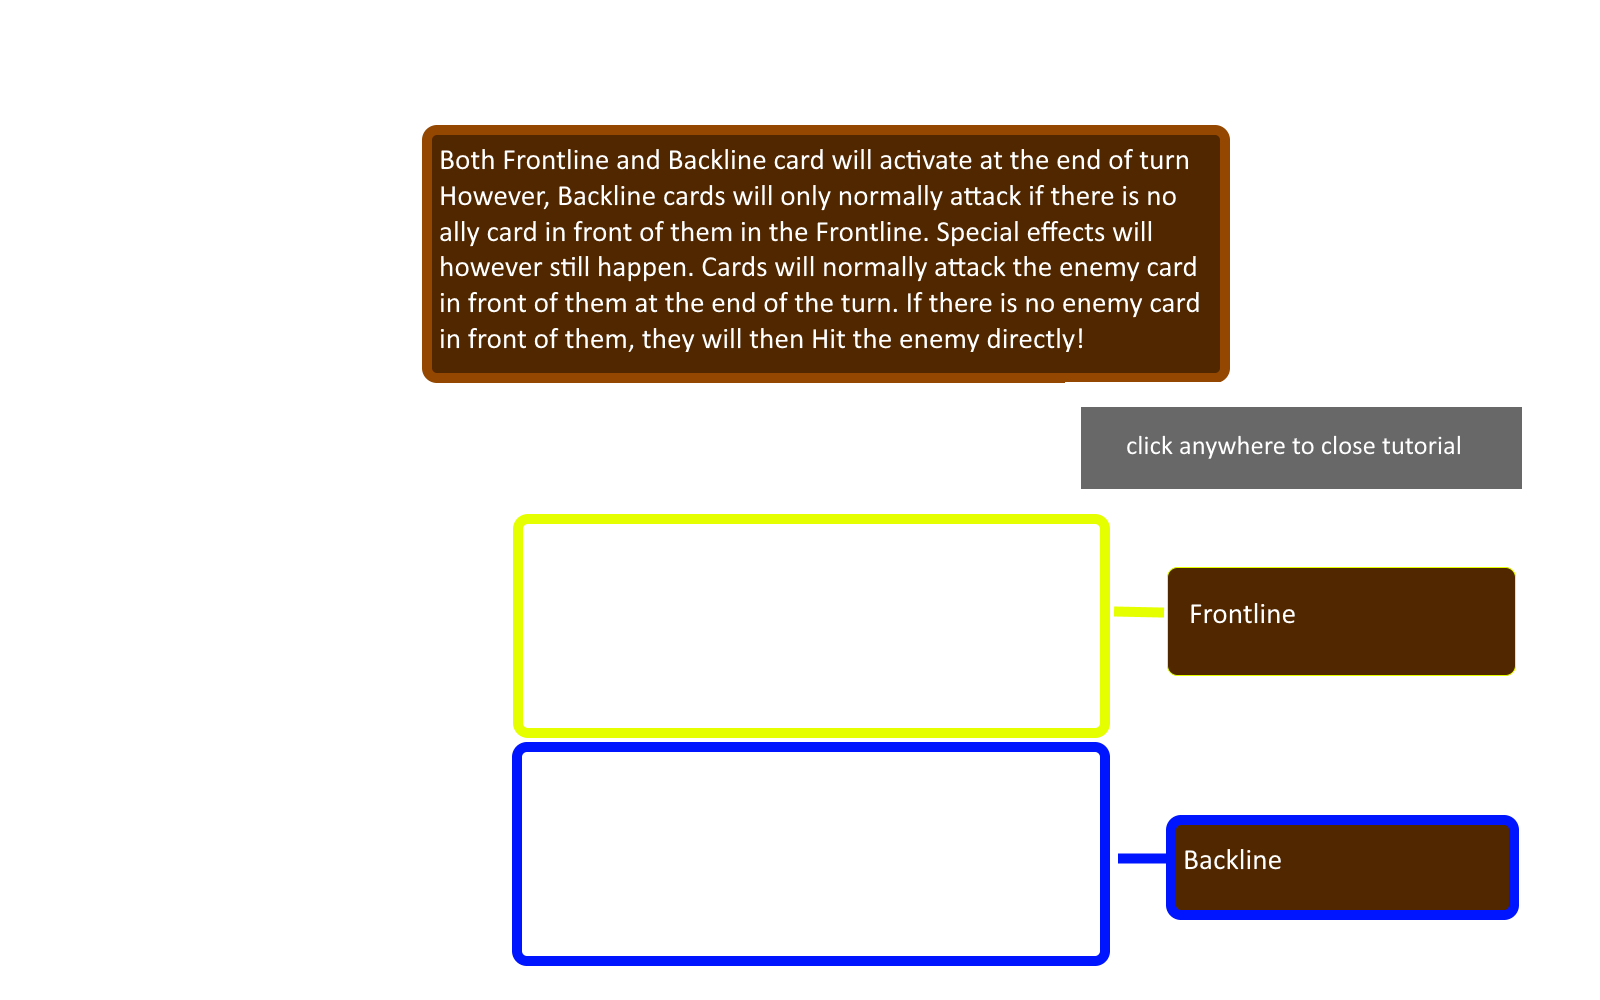 Both Frontline and Backline card will activate at the end of turn
However, Backline cards will only normally attack if there is no
ally card in front of them in the Frontline. Special effects will
however still happen. Cards will normally attack the enemy card
in front of them at the end of the turn. If there is no enemy card
in front of them, they will then Hit the enemy directly!
click anywhere to close tutorial
Frontline
Backline